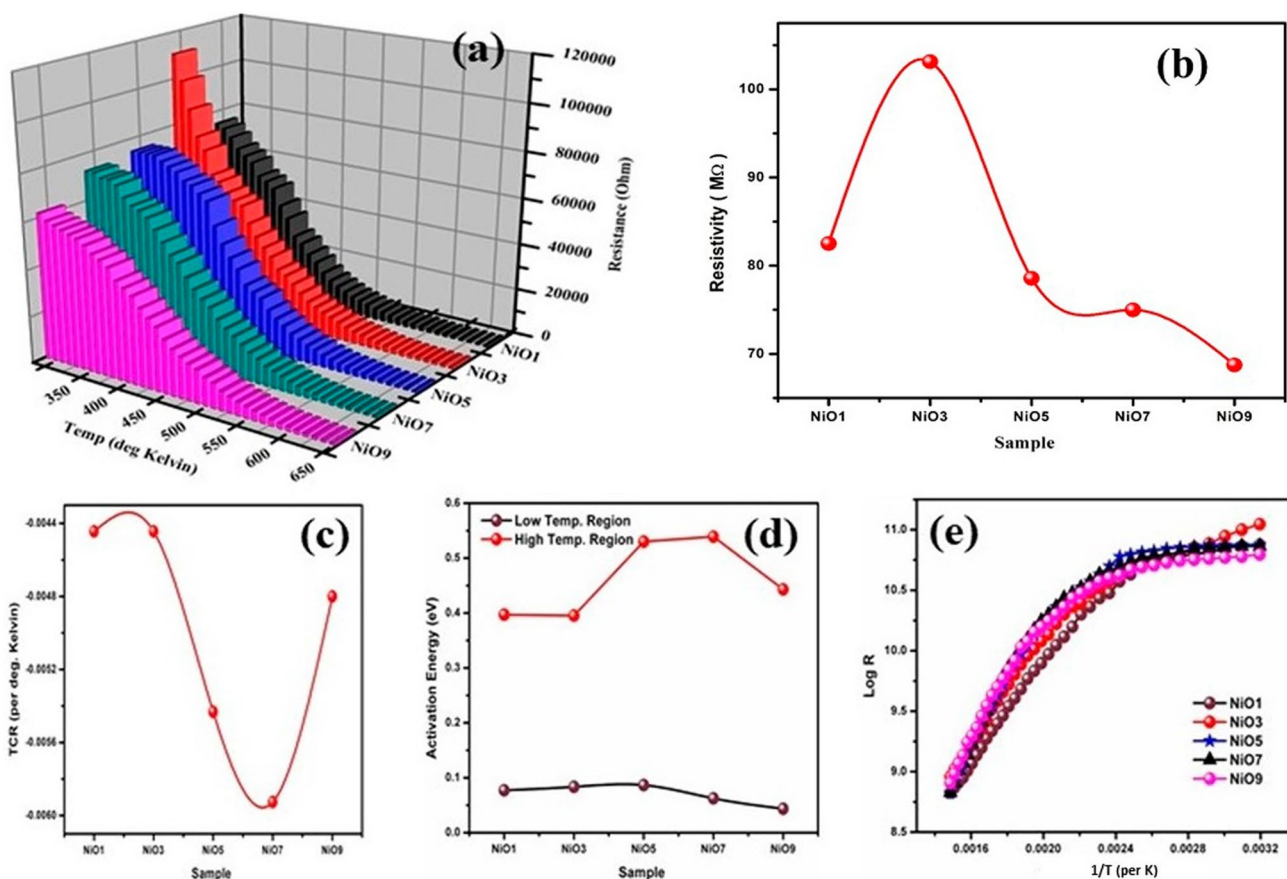 (a)
120000
100000
80000
60000
40000
20000
0
Resistance (Ohm)
NiO1
NiO3
NiO5
NiO7
NiO9
350
400
450
500
550
600
650
Temp (deg Kelvin)
(b)
100
90
80
70
Resistivity ( MΩ )
NiO1 NiO3 NiO5 NiO7 NiO9
Sample
(c)
-0.0044
-0.0048
-0.0052
-0.0056
-0.0060
TCR (per deg. Kelvin)
NiO1 NiO3 NiO5 NiO7 NiO9
Sample
(d)
Low Temp. Region
High Temp. Region
0.6
0.5
0.4
0.3
0.2
0.1
0.0
Activation Energy (eV)
NiO1 NiO3 NiO5 NiO7 NiO9
Sample
(e)
11.0
10.5
10.0
9.5
9.0
8.5
Log R
NiO1
NiO3
NiO5
NiO7
NiO9
0.0016 0.0020 0.0024 0.0028 0.0032
1/T (per K)